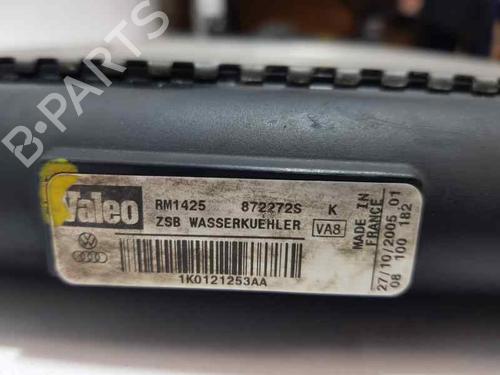 B-PARTS
Valeo
RM1425 872272S K
ZSB WASSERKUEHLER VA8
1K0121253AA
MADE IN
FRANCE
27/10/2005 01
08 100 182